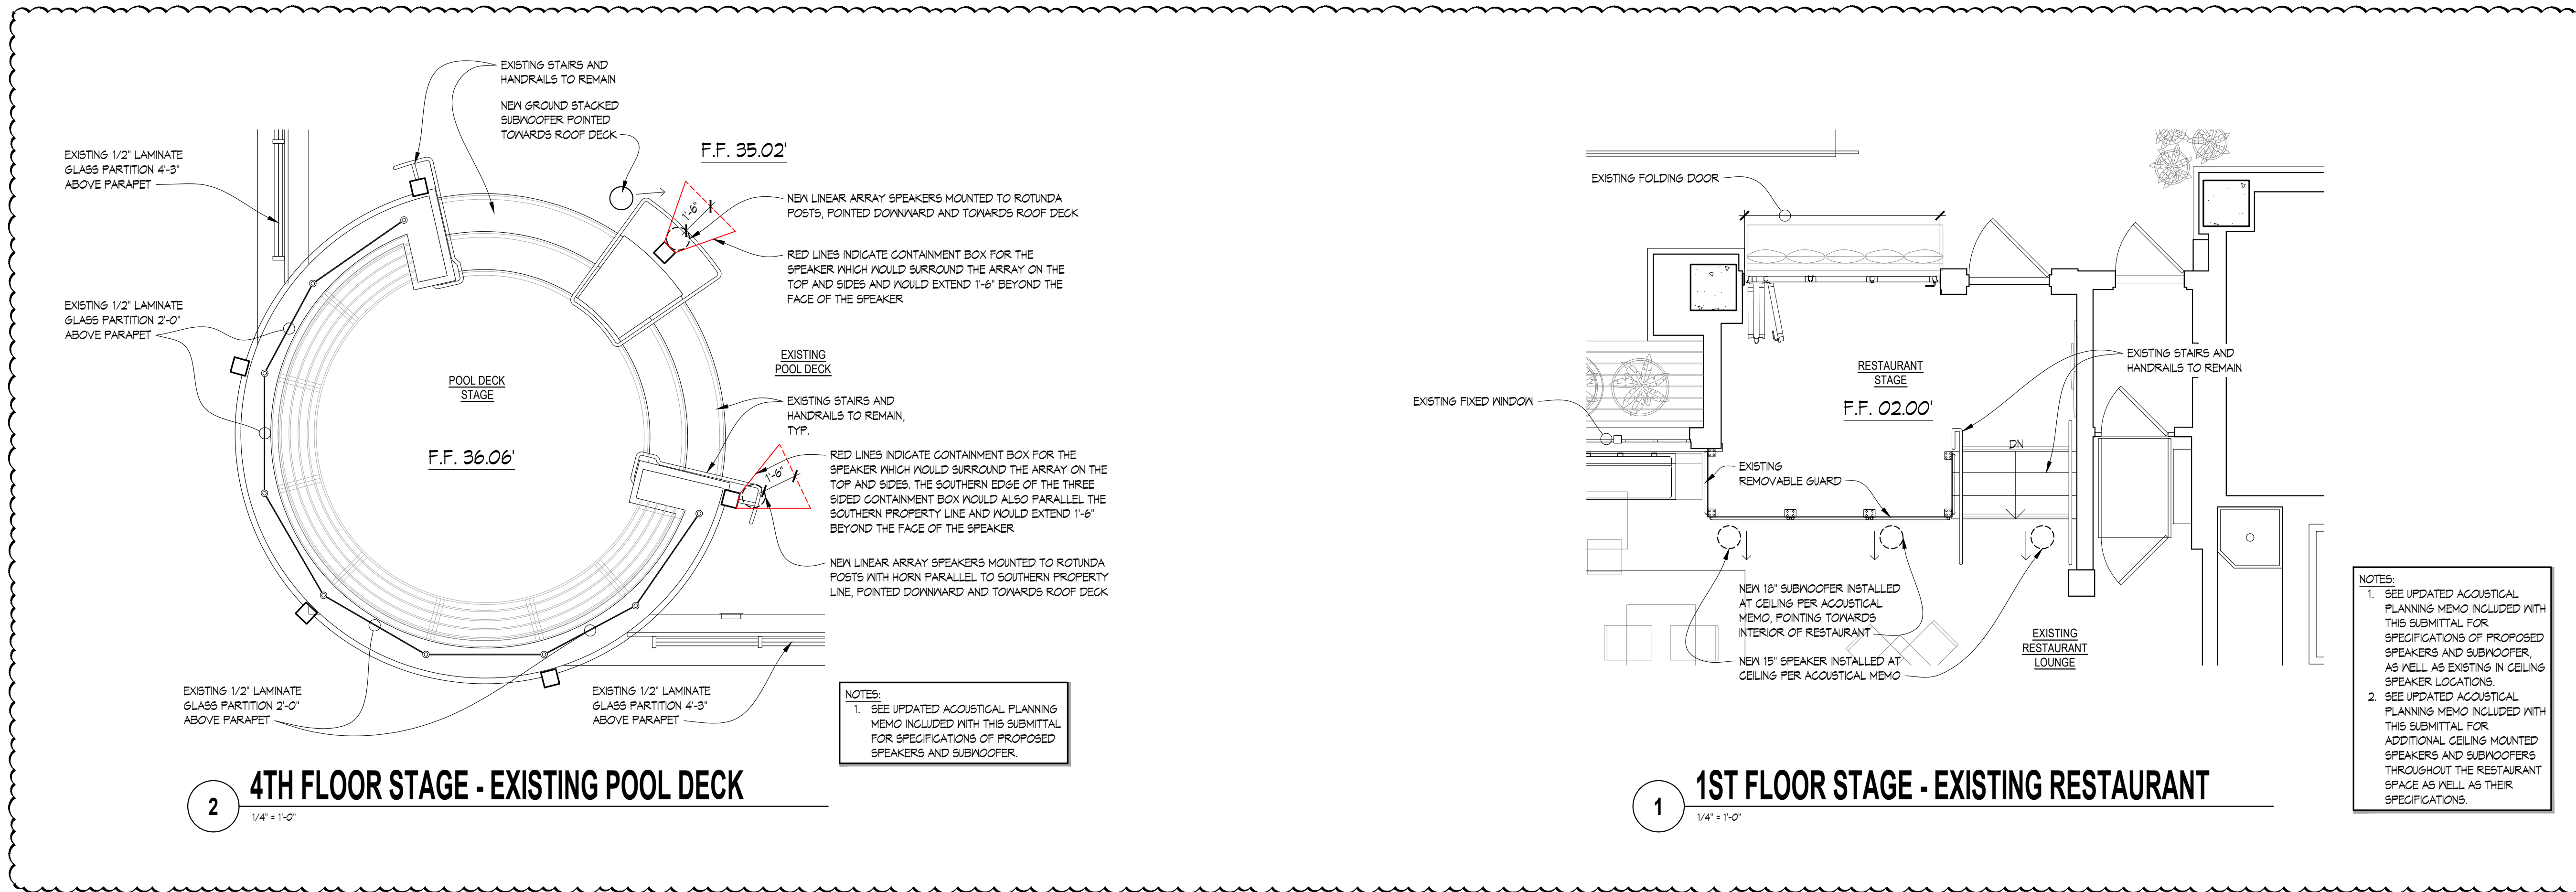 EXISTING STAIRS AND
HANDRAILS TO REMAIN
NEW GROUND STACKED
SUBWOOFER POINTED
TOWARDS ROOF DECK
F.F. 35.02'
EXISTING 1/2" LAMINATE
GLASS PARTITION 4'-3"
ABOVE PARAPET
1'-6"
NEW LINEAR ARRAY SPEAKERS MOUNTED TO ROTUNDA
POSTS, POINTED DOWNWARD AND TOWARDS ROOF DECK
RED LINES INDICATE CONTAINMENT BOX FOR THE
SPEAKER WHICH WOULD SURROUND THE ARRAY ON THE
TOP AND SIDES AND WOULD EXTEND 1'-6" BEYOND THE
FACE OF THE SPEAKER
EXISTING 1/2" LAMINATE
GLASS PARTITION 2'-0"
ABOVE PARAPET
EXISTING
POOL DECK
POOL DECK
STAGE
F.F. 36.06'
EXISTING STAIRS AND
HANDRAILS TO REMAIN,
TYP.
1'-6"
RED LINES INDICATE CONTAINMENT BOX FOR THE
SPEAKER WHICH WOULD SURROUND THE ARRAY ON THE
TOP AND SIDES. THE SOUTHERN EDGE OF THE THREE
SIDED CONTAINMENT BOX WOULD ALSO PARALLEL THE
SOUTHERN PROPERTY LINE AND WOULD EXTEND 1'-6"
BEYOND THE FACE OF THE SPEAKER
NEW LINEAR ARRAY SPEAKERS MOUNTED TO ROTUNDA
POSTS WITH HORN PARALLEL TO SOUTHERN PROPERTY
LINE, POINTED DOWNWARD AND TOWARDS ROOF DECK
EXISTING 1/2" LAMINATE
GLASS PARTITION 2'-0"
ABOVE PARAPET
EXISTING 1/2" LAMINATE
GLASS PARTITION 4'-3"
ABOVE PARAPET
NOTES:
1. SEE UPDATED ACOUSTICAL PLANNING
MEMO INCLUDED WITH THIS SUBMITTAL
FOR SPECIFICATIONS OF PROPOSED
SPEAKERS AND SUBWOOFER.
2
4TH FLOOR STAGE - EXISTING POOL DECK
1/4" = 1'-0"
EXISTING FOLDING DOOR
RESTAURANT
STAGE
F.F. 02.00'
EXISTING STAIRS AND
HANDRAILS TO REMAIN
EXISTING FIXED WINDOW
DN
EXISTING
REMOVABLE GUARD
NEW 18" SUBWOOFER INSTALLED
AT CEILING PER ACOUSTICAL
MEMO, POINTING TOWARDS
INTERIOR OF RESTAURANT
NEW 15" SPEAKER INSTALLED AT
CEILING PER ACOUSTICAL MEMO
EXISTING
RESTAURANT
LOUNGE
NOTES:
1. SEE UPDATED ACOUSTICAL
PLANNING MEMO INCLUDED WITH
THIS SUBMITTAL FOR
SPECIFICATIONS OF PROPOSED
SPEAKERS AND SUBWOOFER,
AS WELL AS EXISTING IN CEILING
SPEAKER LOCATIONS.
2. SEE UPDATED ACOUSTICAL
PLANNING MEMO INCLUDED WITH
THIS SUBMITTAL FOR
ADDITIONAL CEILING MOUNTED
SPEAKERS AND SUBWOOFERS
THROUGHOUT THE RESTAURANT
SPACE AS WELL AS THEIR
SPECIFICATIONS.
1
1ST FLOOR STAGE - EXISTING RESTAURANT
1/4" = 1'-0"